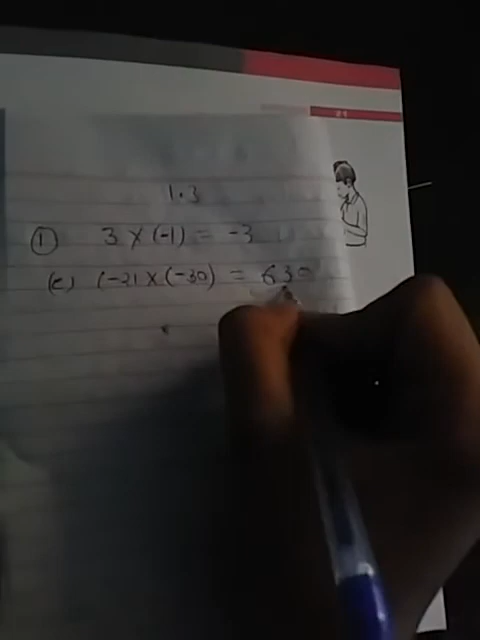 1.3
① 3 × (-1) = -3
(c) (-21 × (-30) = 630